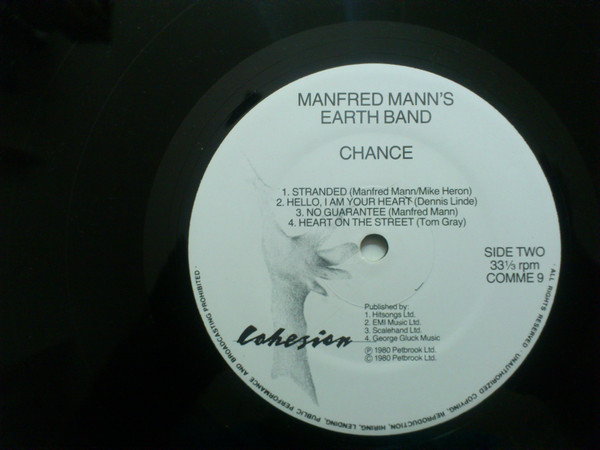 MANFRED MANN'S
EARTH BAND
CHANCE
1. STRANDED (Manfred Mann/Mike Heron)
2. HELLO, I AM YOUR HEART (Dennis Linde)
3. NO GUARANTEE (Manfred Mann)
4. HEART ON THE STREET (Tom Gray)
SIDE TWO
33⅓ rpm
COMME 9
Published by:
1. Hitsongs Ltd.
2. EMI Music Ltd.
3. Scalehand Ltd.
4. George Gluck Music
Ⓟ 1980 Petbrook Ltd.
© 1980 Petbrook Ltd.
Cohesion
· ALL RIGHTS RESERVED. UNAUTHORIZED COPYING, REPRODUCTION, HIRING, LENDING, PUBLIC PERFORMANCE AND BROADCASTING PROHIBITED.